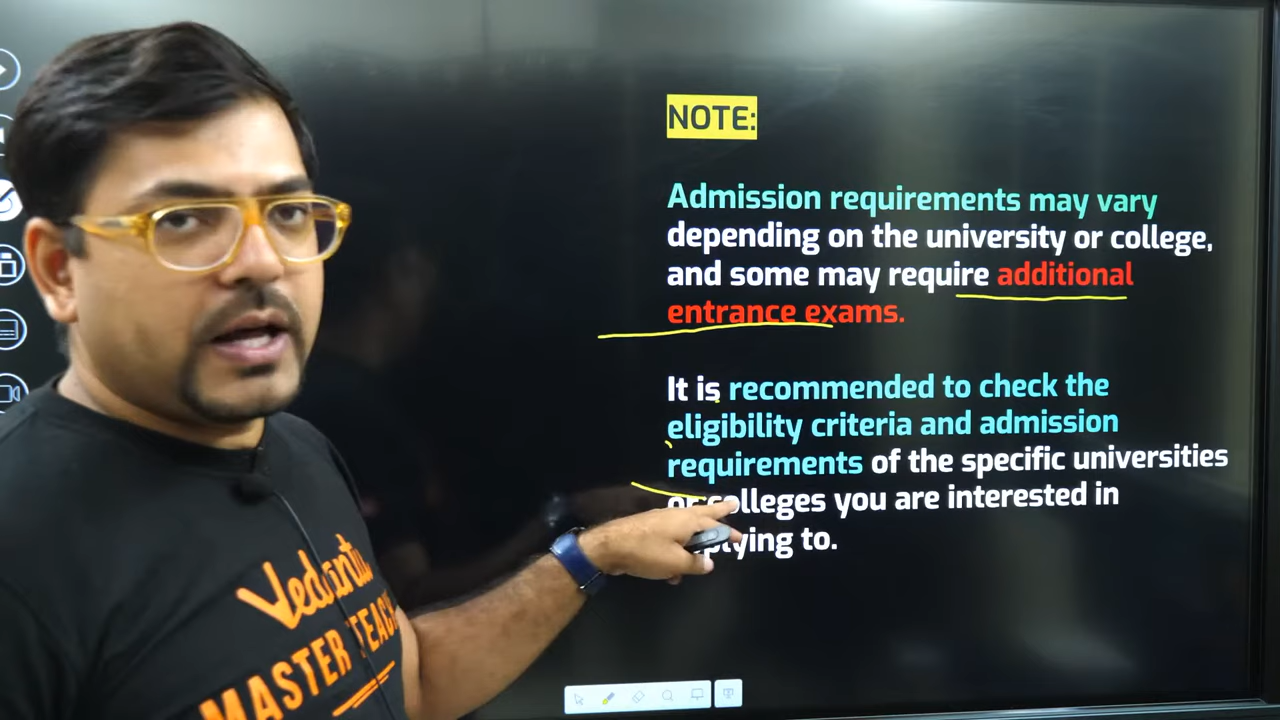 NOTE:
Admission requirements may vary
depending on the university or college,
and some may require additional
entrance exams.
It is recommended to check the
eligibility criteria and admission
requirements of the specific universities
or colleges you are interested in
to.
Vedantu
MASTER TEACH